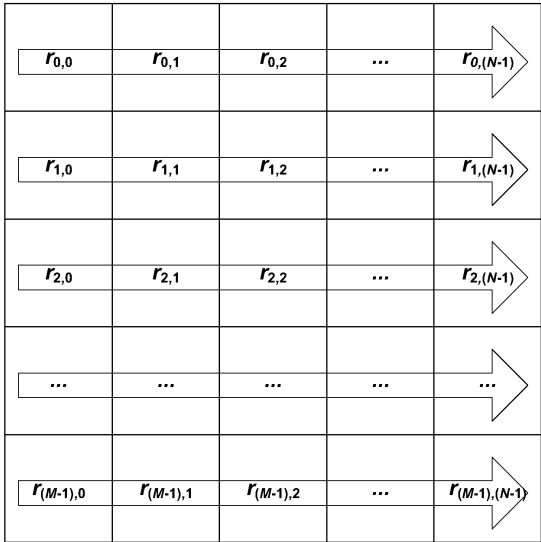 r0,0 r0,1 r0,2 ... r0,(N-1)
r1,0 r1,1 r1,2 ... r1,(N-1)
r2,0 r2,1 r2,2 ... r2,(N-1)
... ... ... ... ...
r(M-1),0 r(M-1),1 r(M-1),2 ... r(M-1),(N-1)